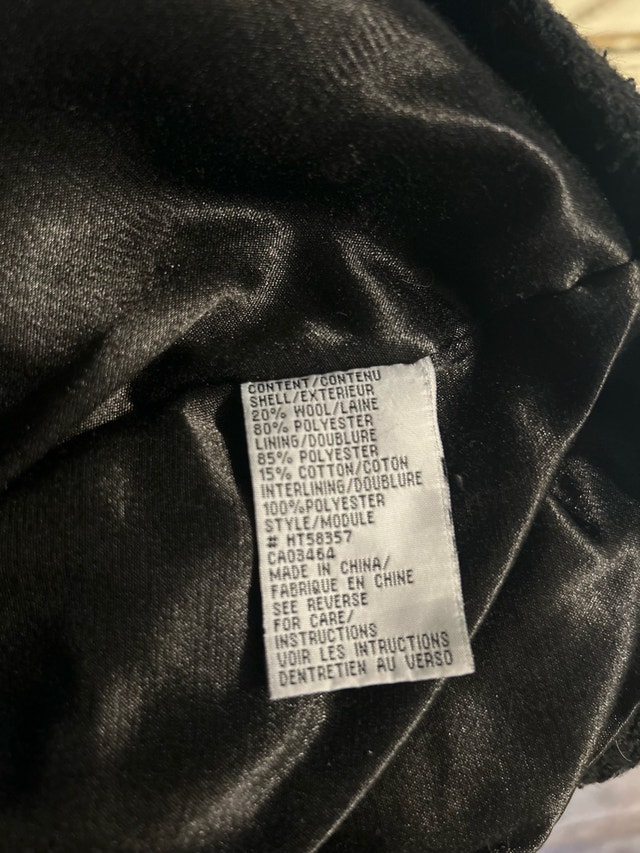 CONTENT/CONTENU
SHELL/EXTERIEUR
20% WOOL/LAINE
80% POLYESTER
LINING/DOUBLURE
85% POLYESTER
15% COTTON/COTON
INTERLINING/DOUBLURE
100%POLYESTER
STYLE/MODULE
# HT58357
CA03464
MADE IN CHINA/
FABRIQUE EN CHINE
SEE REVERSE
FOR CARE/
INSTRUCTIONS
VOIR LES INTRUCTIONS
DENTRETIEN AU VERSO